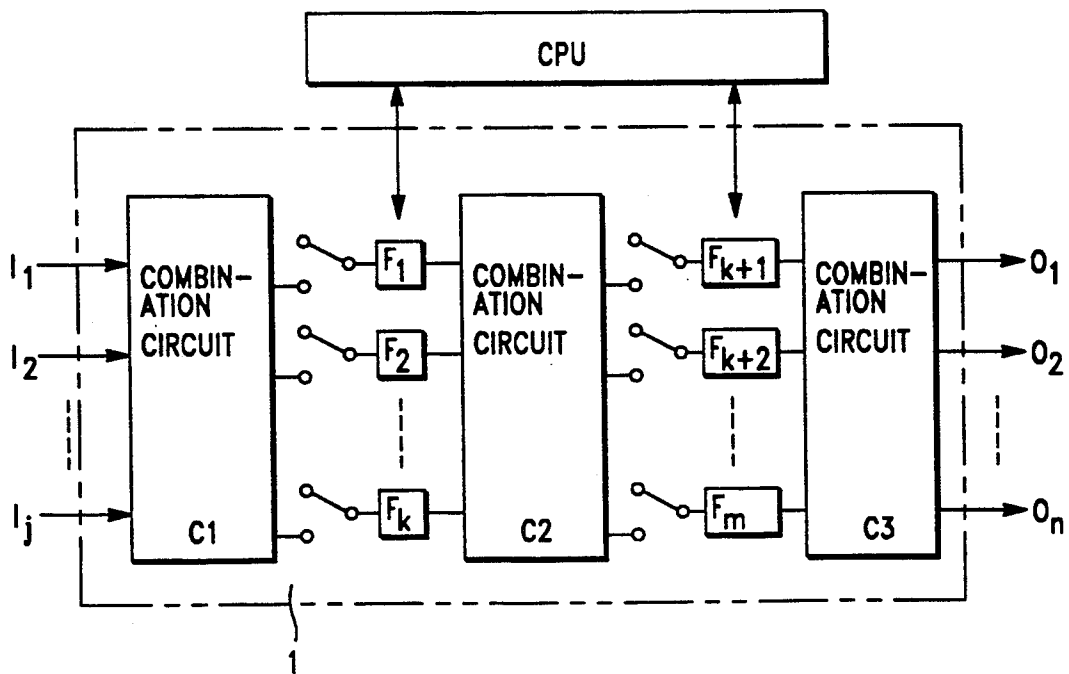 CPU
I1
I2
Ij
COMBIN-
ATION
CIRCUIT
C1
F1
F2
Fk
COMBIN-
ATION
CIRCUIT
C2
Fk+1
Fk+2
Fm
COMBIN-
ATION
CIRCUIT
C3
O1
O2
On
1